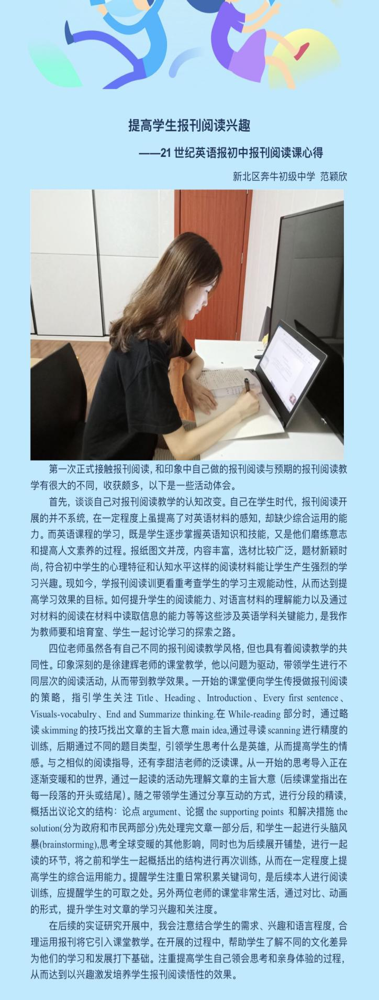 提高学生报刊阅读兴趣
——21 世纪英语报初中报刊阅读课心得
新北区奔牛初级中学 范颖欣
第一次正式接触报刊阅读，和印象中自己做的报刊阅读与预期的报刊阅读教
学有很大的不同，收获颇多，以下是一些活动体会。
首先，谈谈自己对报刊阅读教学的认知改变。自己在学生时代，报刊阅读开
展的并不系统，在一定程度上虽提高了对英语材料的感知，却缺少综合运用的能
力。而英语课程的学习，既是学生逐步掌握英语知识和技能，又是他们磨练意志
和提高人文素养的过程。报纸图文并茂，内容丰富，选材比较广泛，题材新颖时
尚，符合初中学生的心理特征和认知水平这样的阅读材料能让学生产生强烈的学
习兴趣。现如今，学报刊阅读训更看重考查学生的学习主观能动性，从而达到提
高学习效果的目标。如何提升学生的阅读能力、对语言材料的理解能力以及通过
对材料的阅读在材料中读取信息的能力等等这些涉及英语学科关键能力，是我作
为教师要和培育室、学生一起讨论学习的探索之路。
四位老师虽然各有自己不同的报刊阅读教学风格，但也具有着阅读教学的共
同性。印象深刻的是徐建辉老师的课堂教学，他以问题为驱动，带领学生进行不
同层次的阅读活动，从而带到教学效果。一开始的课堂便向学生传授做报刊阅读
的策略，指引学生关注 Title、Heading、Introduction、Every first sentence、
Visuals-vocabulry、End and Summarize thinking.在 While-reading 部分时，通过略
读 skimming 的技巧找出文章的主旨大意 main idea,通过寻读 scanning 进行精度的
训练，后期通过不同的题目类型，引领学生思考什么是英雄，从而提高学生的情
感。与之相似的阅读指导，还有李甜洁老师的泛读课。从一开始的思考导入正在
逐渐变暖和的世界，通过一起读的活动先理解文章的主旨大意（后续课堂指出在
每一段落的开头或结尾）。随之带领学生通过分享互动的方式，进行分段的精读，
概括出议论文的结构：论点 argument、论据 the supporting points 和解决措施 the
solution(分为政府和市民两部分)先处理完文章一部分后，和学生一起进行头脑风
暴(brainstorming),思考全球变暖的其他影响，同时也为后续展开铺垫，进行一起
读的环节，将之前和学生一起概括出的结构进行再次训练，从而在一定程度上提
高学生的综合运用能力。提醒学生注重日常积累关键词句，是后续本人进行阅读
训练，应提醒学生的可取之处。另外两位老师的课堂非常生活，通过对比、动画
的形式，提升学生对文章的学习兴趣和关注度。
在后续的实证研究开展中，我会注意结合学生的需求、兴趣和语言程度，合
理运用报刊将它引入课堂教学。在开展的过程中，帮助学生了解不同的文化差异
为他们的学习和发展打下基础。注重提高学生自己领会思考和亲身体验的过程，
从而达到以兴趣激发培养学生报刊阅读悟性的效果。